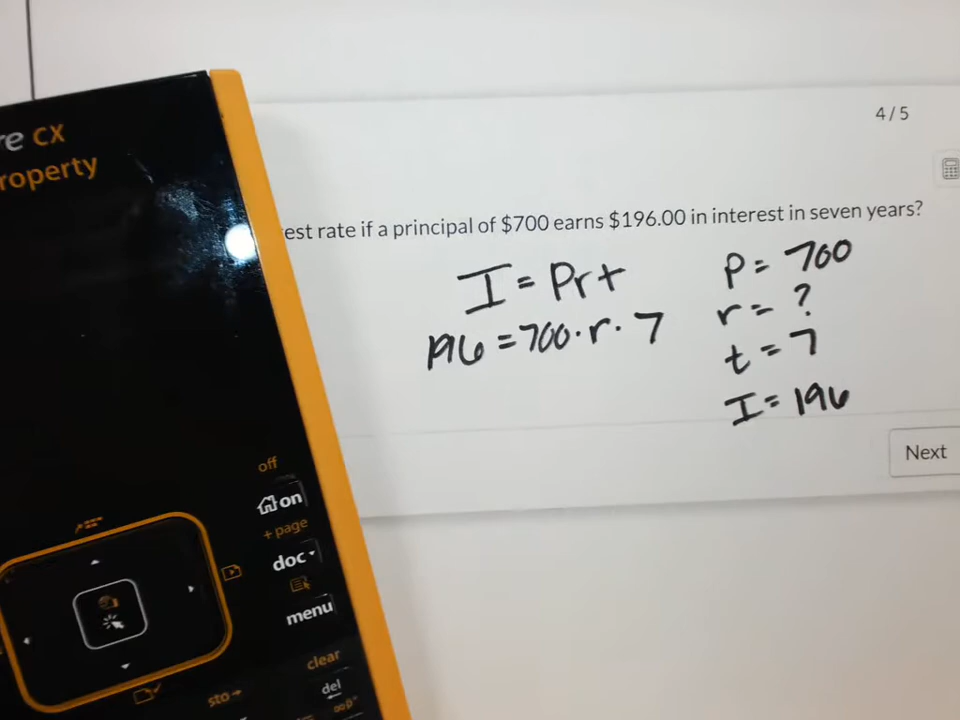 4/5
re CX
roperty
est rate if a principal of $700 earns $196.00 in interest in seven years?
I = Prt
196 = 700 · r · 7
P = 700
r = ?
t = 7
I = 196
Next
off
on
+ page
doc
menu
clear
del
sto→